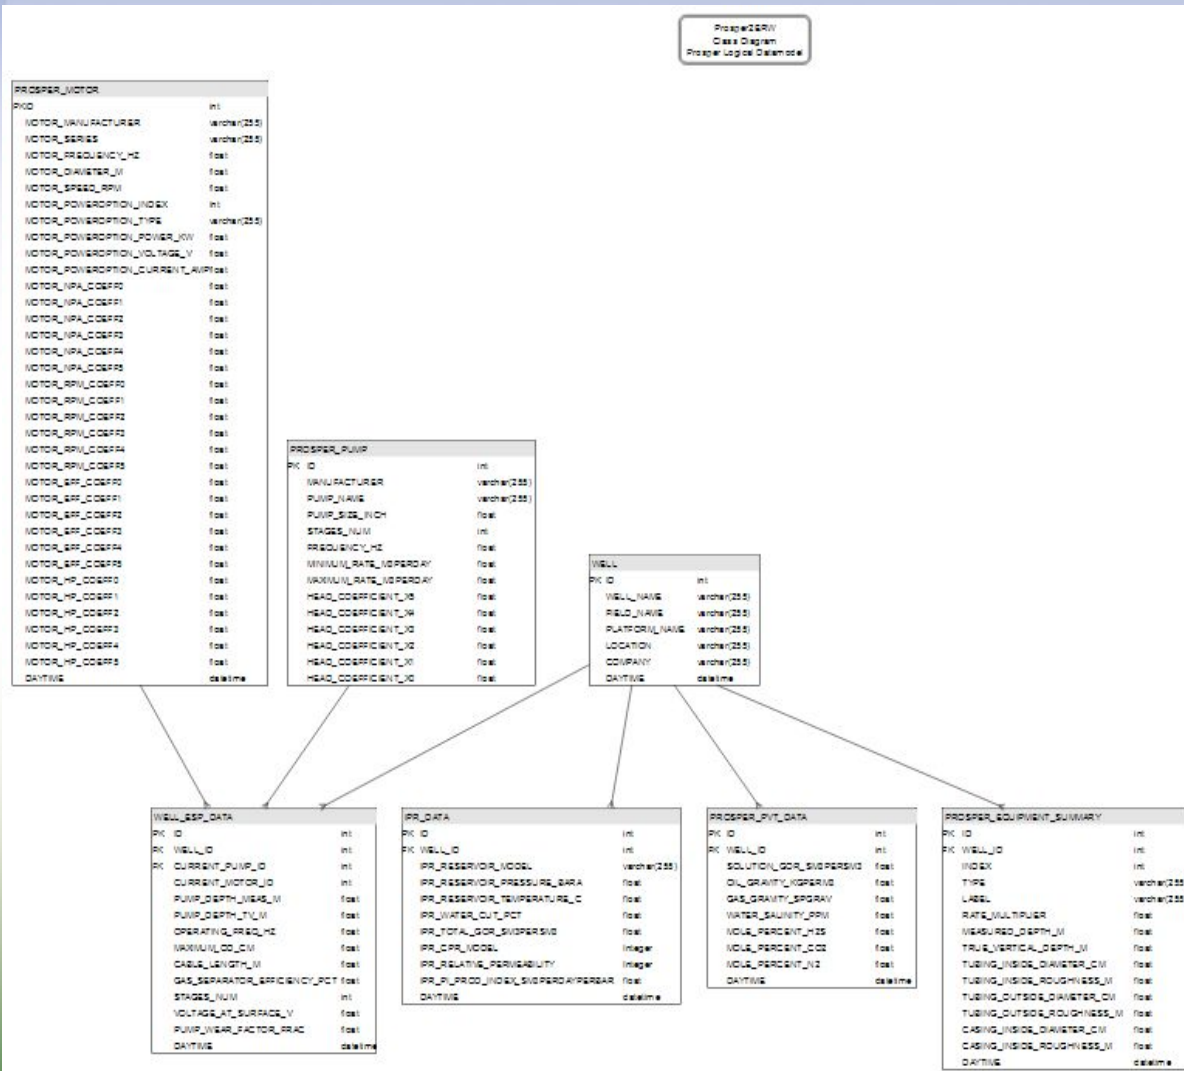 Prosper2ERW
Class Diagram
Prosper Logical Datamodel
PROSPER_MOTOR
PKID int
MOTOR_MANUFACTURER varchar(255)
MOTOR_SERIES varchar(255)
MOTOR_FREQUENCY_HZ float
MOTOR_DIAMETER_M float
MOTOR_SPEED_RPM float
MOTOR_POWEROPTION_INDEX int
MOTOR_POWEROPTION_TYPE varchar(255)
MOTOR_POWEROPTION_POWER_KW float
MOTOR_POWEROPTION_VOLTAGE_V float
MOTOR_POWEROPTION_CURRENT_AMP float
MOTOR_NPA_COEFF0 float
MOTOR_NPA_COEFF1 float
MOTOR_NPA_COEFF2 float
MOTOR_NPA_COEFF3 float
MOTOR_NPA_COEFF4 float
MOTOR_NPA_COEFF5 float
MOTOR_RPM_COEFF0 float
MOTOR_RPM_COEFF1 float
MOTOR_RPM_COEFF2 float
MOTOR_RPM_COEFF3 float
MOTOR_RPM_COEFF4 float
MOTOR_RPM_COEFF5 float
MOTOR_EFF_COEFF0 float
MOTOR_EFF_COEFF1 float
MOTOR_EFF_COEFF2 float
MOTOR_EFF_COEFF3 float
MOTOR_EFF_COEFF4 float
MOTOR_EFF_COEFF5 float
MOTOR_HP_COEFF0 float
MOTOR_HP_COEFF1 float
MOTOR_HP_COEFF2 float
MOTOR_HP_COEFF3 float
MOTOR_HP_COEFF4 float
MOTOR_HP_COEFF5 float
DAYTIME datetime
PROSPER_PUMP
PK ID int
MANUFACTURER varchar(255)
PUMP_NAME varchar(255)
PUMP_SIZE_INCH float
STAGES_NUM int
FREQUENCY_HZ float
MINIMUM_RATE_M3PERDAY float
MAXIMUM_RATE_M3PERDAY float
HEAD_COEFFICIENT_X5 float
HEAD_COEFFICIENT_X4 float
HEAD_COEFFICIENT_X3 float
HEAD_COEFFICIENT_X2 float
HEAD_COEFFICIENT_X1 float
HEAD_COEFFICIENT_X0 float
WELL
PK ID int
WELL_NAME varchar(255)
FIELD_NAME varchar(255)
PLATFORM_NAME varchar(255)
LOCATION varchar(255)
COMPANY varchar(255)
DAYTIME datetime
WELL_ESP_DATA
PK ID int
FK WELL_ID int
FK CURRENT_PUMP_ID int
CURRENT_MOTOR_ID int
PUMP_DEPTH_MEAS_M float
PUMP_DEPTH_TV_M float
OPERATING_FREQ_HZ float
MAXIMUM_OD_CM float
CABLE_LENGTH_M float
GAS_SEPARATOR_EFFICIENCY_PCT float
STAGES_NUM int
VOLTAGE_AT_SURFACE_V float
PUMP_WEAR_FACTOR_FRAC float
DAYTIME datetime
IPR_DATA
PK ID int
FK WELL_ID int
IPR_RESERVOIR_MODEL varchar(255)
IPR_RESERVOIR_PRESSURE_BARA float
IPR_RESERVOIR_TEMPERATURE_C float
IPR_WATER_CUT_PCT float
IPR_TOTAL_GOR_SM3PERSM3 float
IPR_CPR_MODEL integer
IPR_RELATIVE_PERMEABILITY integer
IPR_PI_PROD_INDEX_SM3PERDAYPERBAR float
DAYTIME datetime
PROSPER_PVT_DATA
PK ID int
FK WELL_ID int
SOLUTION_GOR_SM3PERSM3 float
OIL_GRAVITY_KGPERM3 float
GAS_GRAVITY_SPGRAV float
WATER_SALINITY_PPM float
MOLE_PERCENT_H2S float
MOLE_PERCENT_CO2 float
MOLE_PERCENT_N2 float
DAYTIME datetime
PROSPER_EQUIPMENT_SUMMARY
PK ID int
FK WELL_ID int
INDEX int
TYPE varchar(255
LABEL varchar(255
RATE_MULTIPLIER float
MEASURED_DEPTH_M float
TRUE_VERTICAL_DEPTH_M float
TUBING_INSIDE_DIAMETER_CM float
TUBING_INSIDE_ROUGHNESS_M float
TUBING_OUTSIDE_DIAMETER_CM float
TUBING_OUTSIDE_ROUGHNESS_M float
CASING_INSIDE_DIAMETER_CM float
CASING_INSIDE_ROUGHNESS_M float
DAYTIME datetime